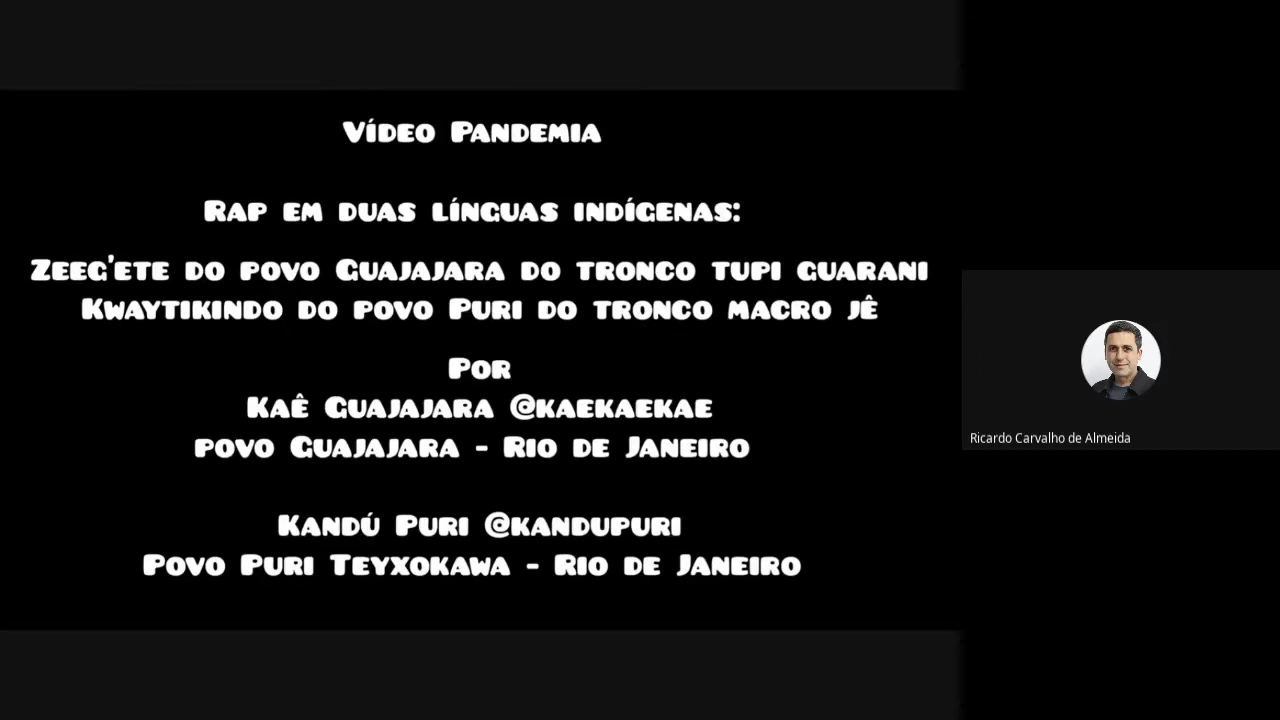 Vídeo Pandemia
Rap em duas línguas indígenas:
Zeeg'ete do povo Guajajara do tronco tupi guarani
Kwaytikindo do povo Puri do tronco macro jê
Por
Kaê Guajajara @kaekaekae
povo Guajajara - Rio de Janeiro
Kandú Puri @kandupuri
Povo Puri Teyxokawa - Rio de Janeiro
Ricardo Carvalho de Almeida